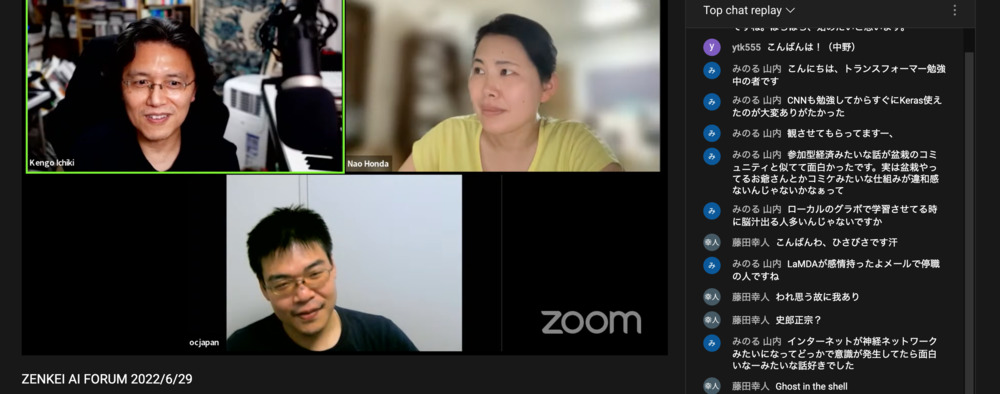 Top chat replay
ytk555 こんばんは！（中野）
みのる 山内 こんにちは、トランスフォーマー勉強
中の者です
みのる 山内 CNNも勉強してからすぐにKeras使え
たのが大変ありがたかった
みのる 山内 観させてもらってますー、
みのる 山内 参加型経済みたいな話が盆栽のコミ
ュニティと似てて面白かったです。実は盆栽やっ
てるお爺さんとかコミケみたいな仕組みが違和感
ないんじゃないかなぁって
みのる 山内 ローカルのグラボで学習させてる時
に脳汁出る人多いんじゃないですか
藤田幸人 こんばんわ、ひさびさです汗
みのる 山内 LaMDAが感情持ったよメールで停職
の人ですね
藤田幸人 われ思う故に我あり
藤田幸人 史郎正宗？
みのる 山内 インターネットが神経ネットワーク
みたいになってどっかで意識が発生してたら面白
いなーみたいな話好きでした
藤田幸人 Ghost in the shell
Kengo Ichiki
Nao Honda
ocjapan
zoom
ZENKEI AI FORUM 2022/6/29